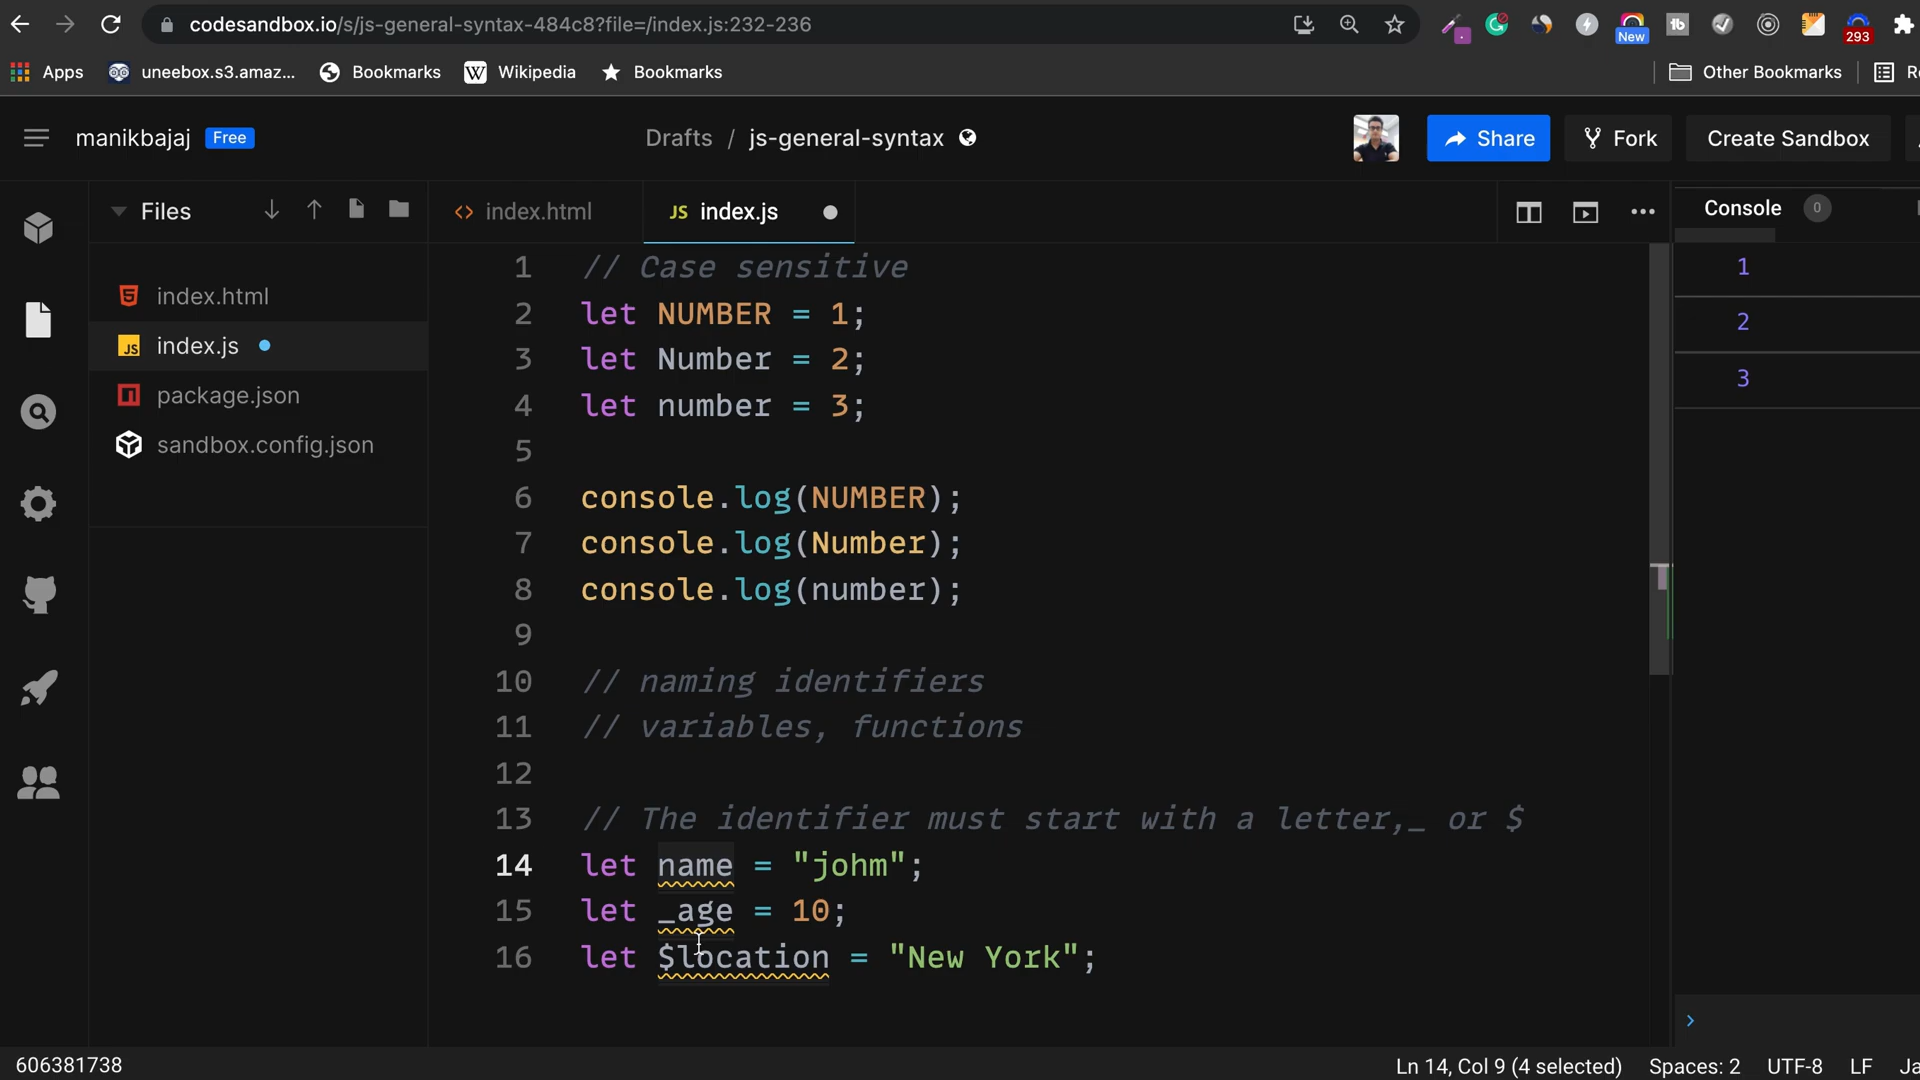 codesandbox.io/s/js-general-syntax-484c8?file=/index.js:232-236
New
tb
293
Apps
uneebox.s3.amaz...
Bookmarks
W Wikipedia
Bookmarks
Other Bookmarks
manikbajaj Free
Drafts / js-general-syntax
Share
Fork
Create Sandbox
Files
<> index.html
JS index.js
Console 0
index.html
JS index.js
package.json
sandbox.config.json
1 // Case sensitive
2 let NUMBER = 1;
3 let Number = 2;
4 let number = 3;
5
6 console.log(NUMBER);
7 console.log(Number);
8 console.log(number);
9
10 // naming identifiers
11 // variables, functions
12
13 // The identifier must start with a letter,_ or $
14 let name = "johm";
15 let _age = 10;
16 let $location = "New York";
1
2
3
›
606381738
Ln 14, Col 9 (4 selected) Spaces: 2 UTF-8 LF